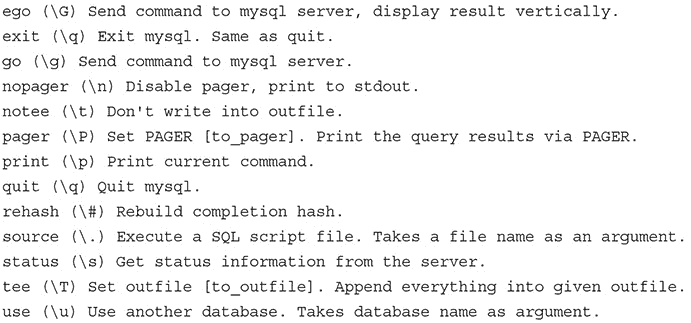 ego (\G) Send command to mysql server, display result vertically.
exit (\q) Exit mysql. Same as quit.
go (\g) Send command to mysql server.
nopager (\n) Disable pager, print to stdout.
notee (\t) Don't write into outfile.
pager (\P) Set PAGER [to_pager]. Print the query results via PAGER.
print (\p) Print current command.
quit (\q) Quit mysql.
rehash (\#) Rebuild completion hash.
source (\.) Execute a SQL script file. Takes a file name as an argument.
status (\s) Get status information from the server.
tee (\T) Set outfile [to_outfile]. Append everything into given outfile.
use (\u) Use another database. Takes database name as argument.